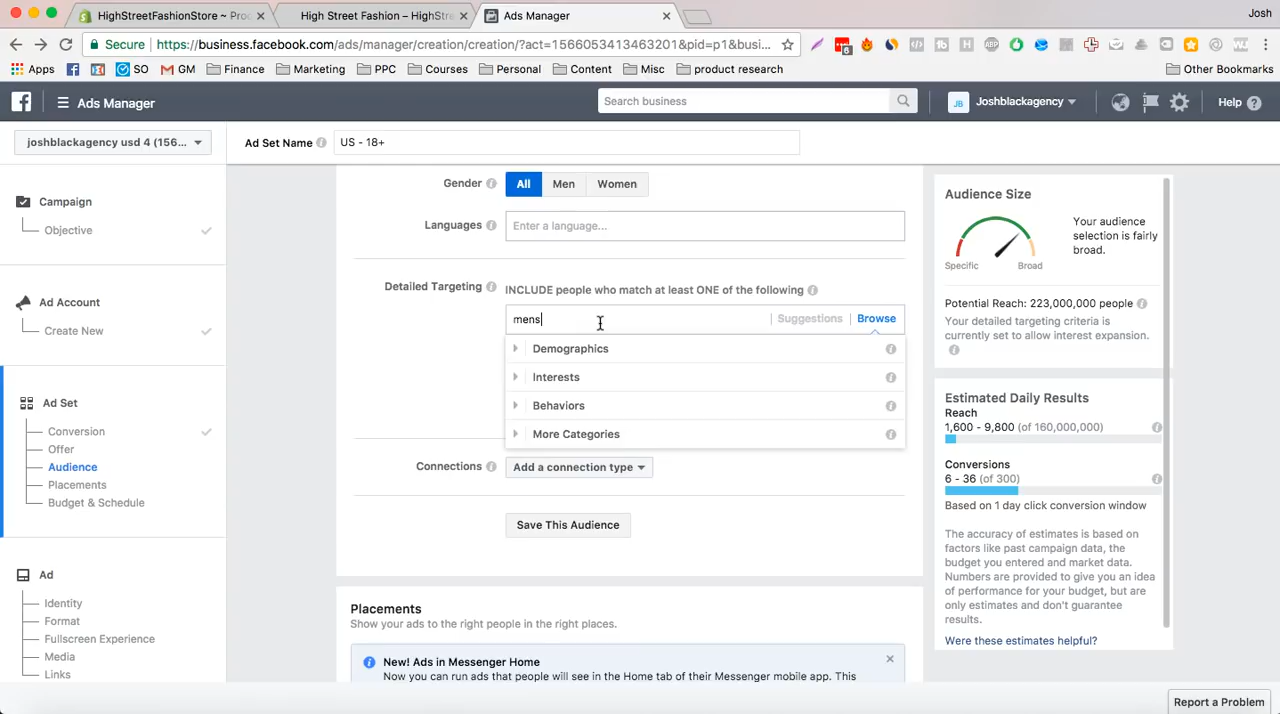 HighStreetFashionStore ~ Pro
High Street Fashion – HighStre
Ads Manager
Josh
Secure
https://business.facebook.com/ads/manager/creation/creation/?act=1566053413463201&pid=p1&busi...
6
ABP
Apps
SO
GM
Finance
Marketing
PPC
Courses
Personal
Content
Misc
product research
Other Bookmarks
Ads Manager
Search business
JB
Joshblackagency
Help
joshblackagency usd 4 (156...
Ad Set Name
US - 18+
Campaign
Objective
Ad Account
Create New
Ad Set
Conversion
Offer
Audience
Placements
Budget & Schedule
Ad
Identity
Format
Fullscreen Experience
Media
Links
Gender
All
Men
Women
Languages
Enter a language...
Detailed Targeting
INCLUDE people who match at least ONE of the following
mens
Suggestions
Browse
Demographics
Interests
Behaviors
More Categories
Connections
Add a connection type
Save This Audience
Placements
Show your ads to the right people in the right places.
New! Ads in Messenger Home
Now you can run ads that people will see in the Home tab of their Messenger mobile app. This
Audience Size
Specific
Broad
Your audience
selection is fairly
broad.
Potential Reach: 223,000,000 people
Your detailed targeting criteria is
currently set to allow interest expansion.
Estimated Daily Results
Reach
1,600 - 9,800 (of 160,000,000)
Conversions
6 - 36 (of 300)
Based on 1 day click conversion window
The accuracy of estimates is based on
factors like past campaign data, the
budget you entered and market data.
Numbers are provided to give you an idea
of performance for your budget, but are
only estimates and don't guarantee
results.
Were these estimates helpful?
Report a Problem